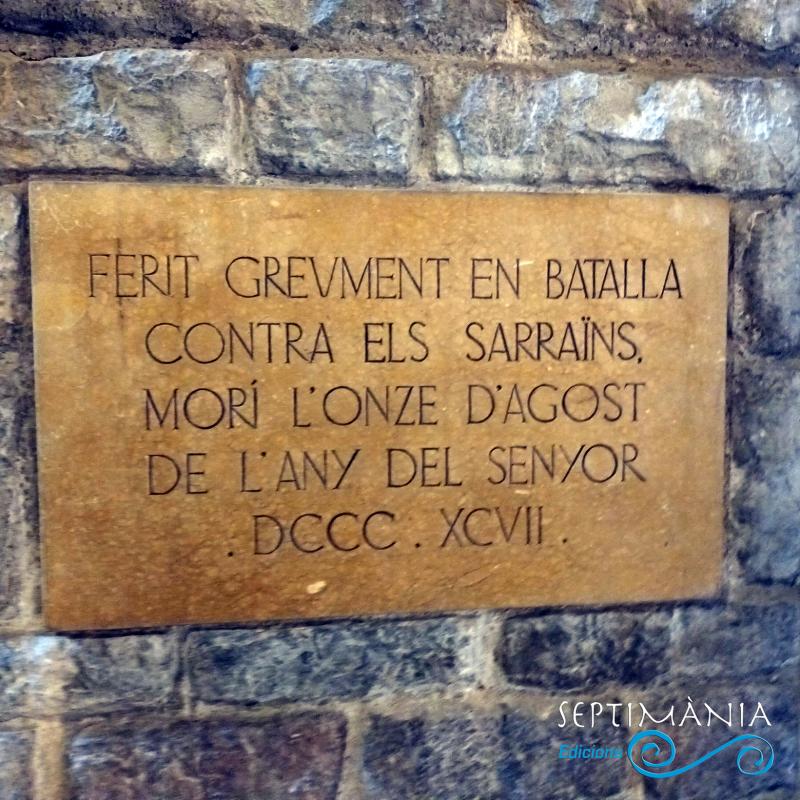 FERIT GREVMENT EN BATALLA
CONTRA ELS SARRAÏNS,
MORÍ L'ONZE D'AGOST
DE L'ANY DEL SENYOR
. DCCC . XCVII .
SEPTIMÀNIA
Edicions